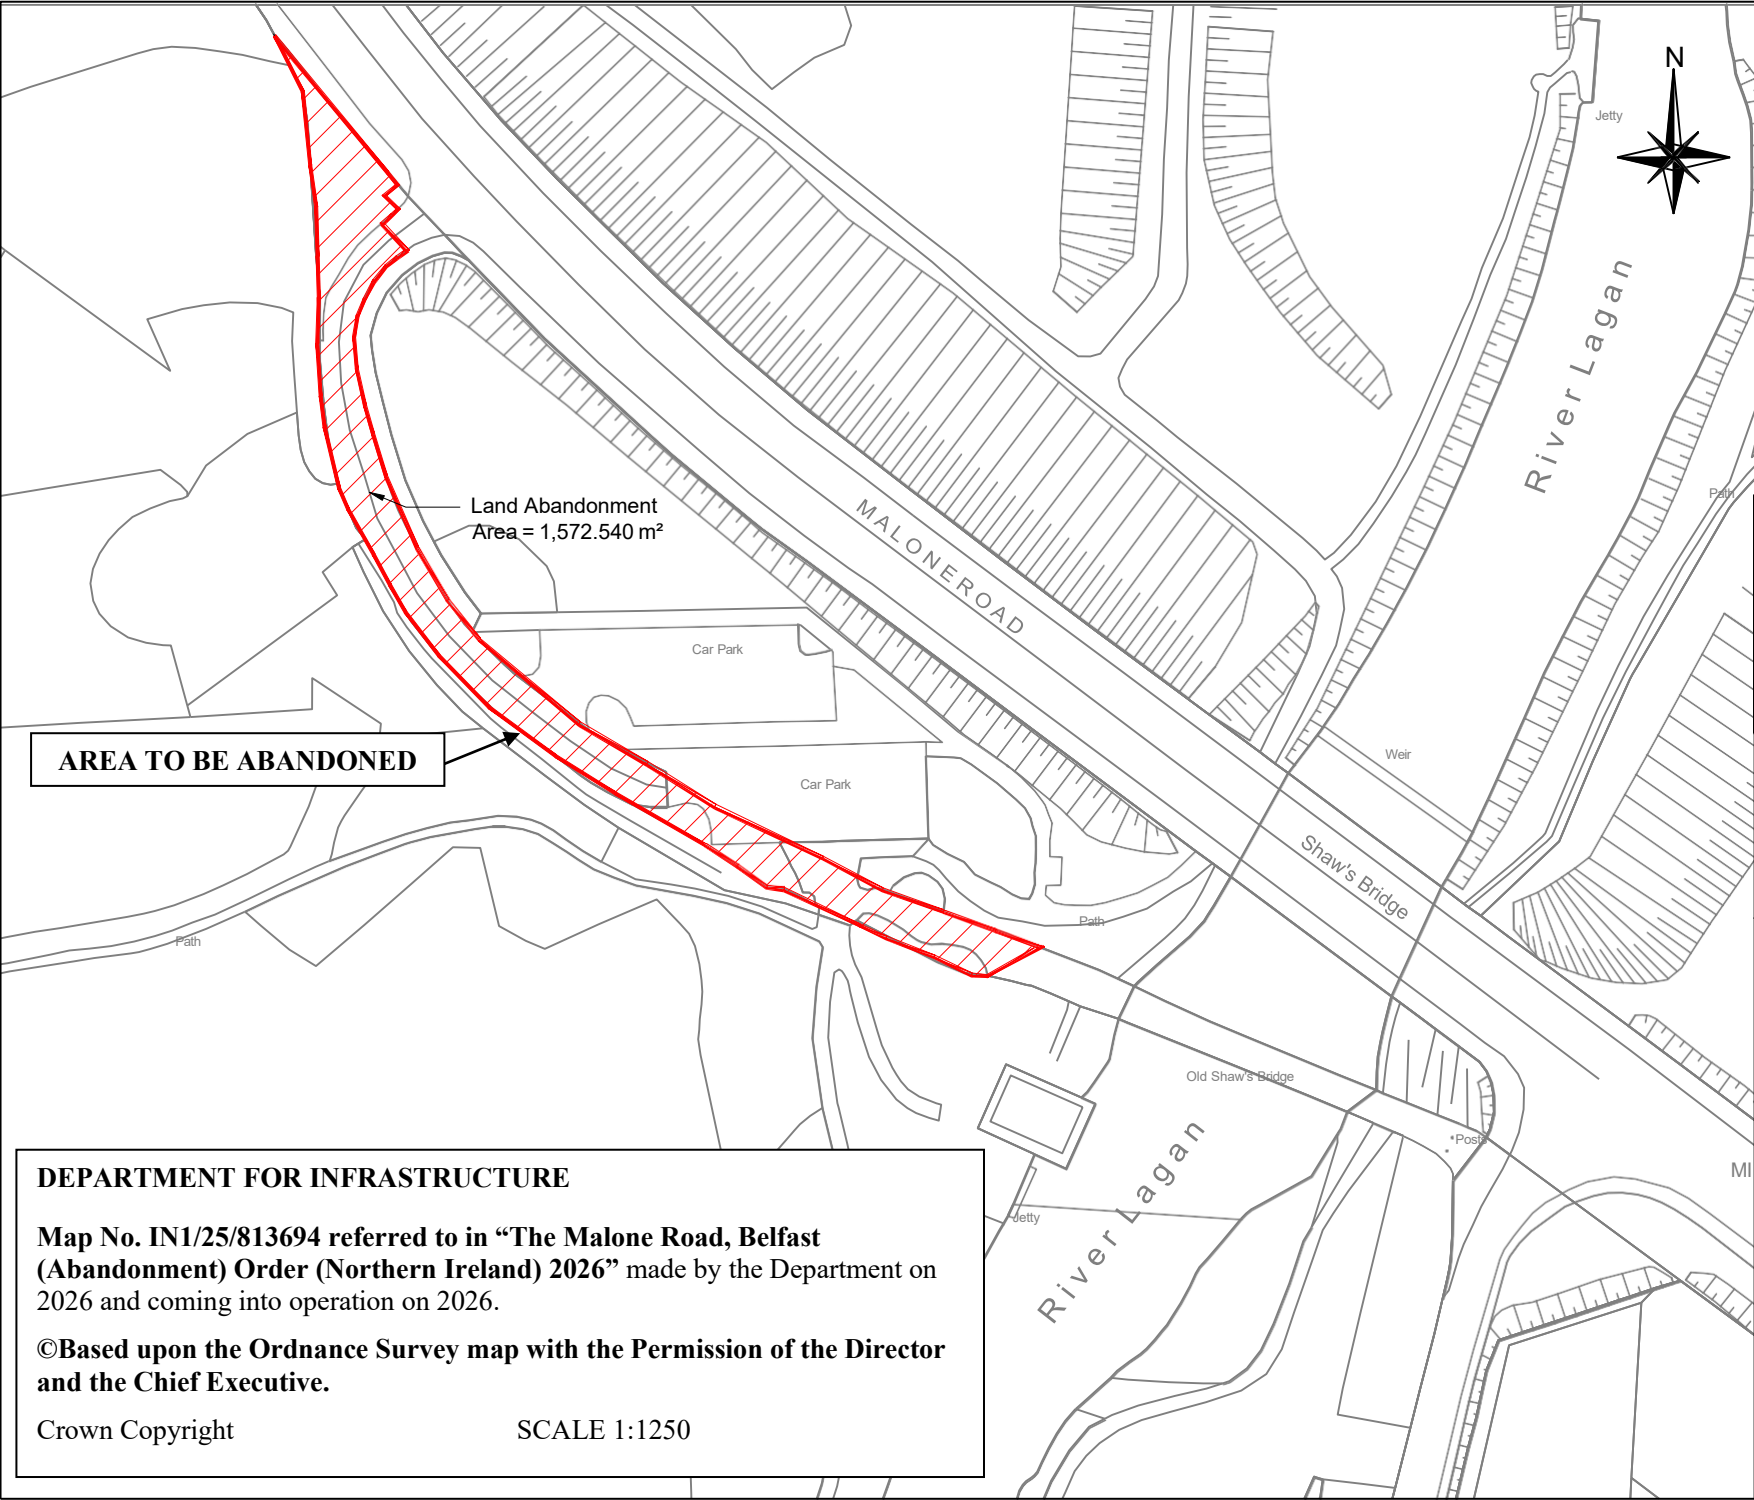 N
Jetty
River Lagan
Path
Land Abandonment
Area = 1,572.540 m²
MALONE ROAD
Car Park
AREA TO BE ABANDONED
Weir
Car Park
Shaw's Bridge
Path
Path
Old Shaw's Bridge
Posts
MI
Jetty
River Lagan
DEPARTMENT FOR INFRASTRUCTURE
Map No. IN1/25/813694 referred to in “The Malone Road, Belfast
(Abandonment) Order (Northern Ireland) 2026” made by the Department on
2026 and coming into operation on 2026.
©Based upon the Ordnance Survey map with the Permission of the Director
and the Chief Executive.
Crown Copyright SCALE 1:1250